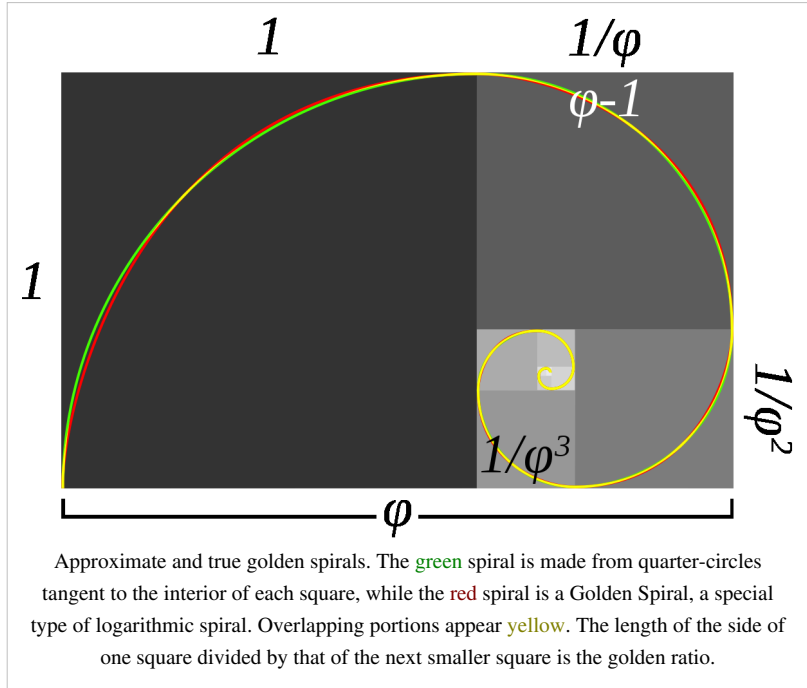 1
1/φ
φ-1
1
1/φ²
1/φ³
φ
Approximate and true golden spirals. The green spiral is made from quarter-circles
tangent to the interior of each square, while the red spiral is a Golden Spiral, a special
type of logarithmic spiral. Overlapping portions appear yellow. The length of the side of
one square divided by that of the next smaller square is the golden ratio.